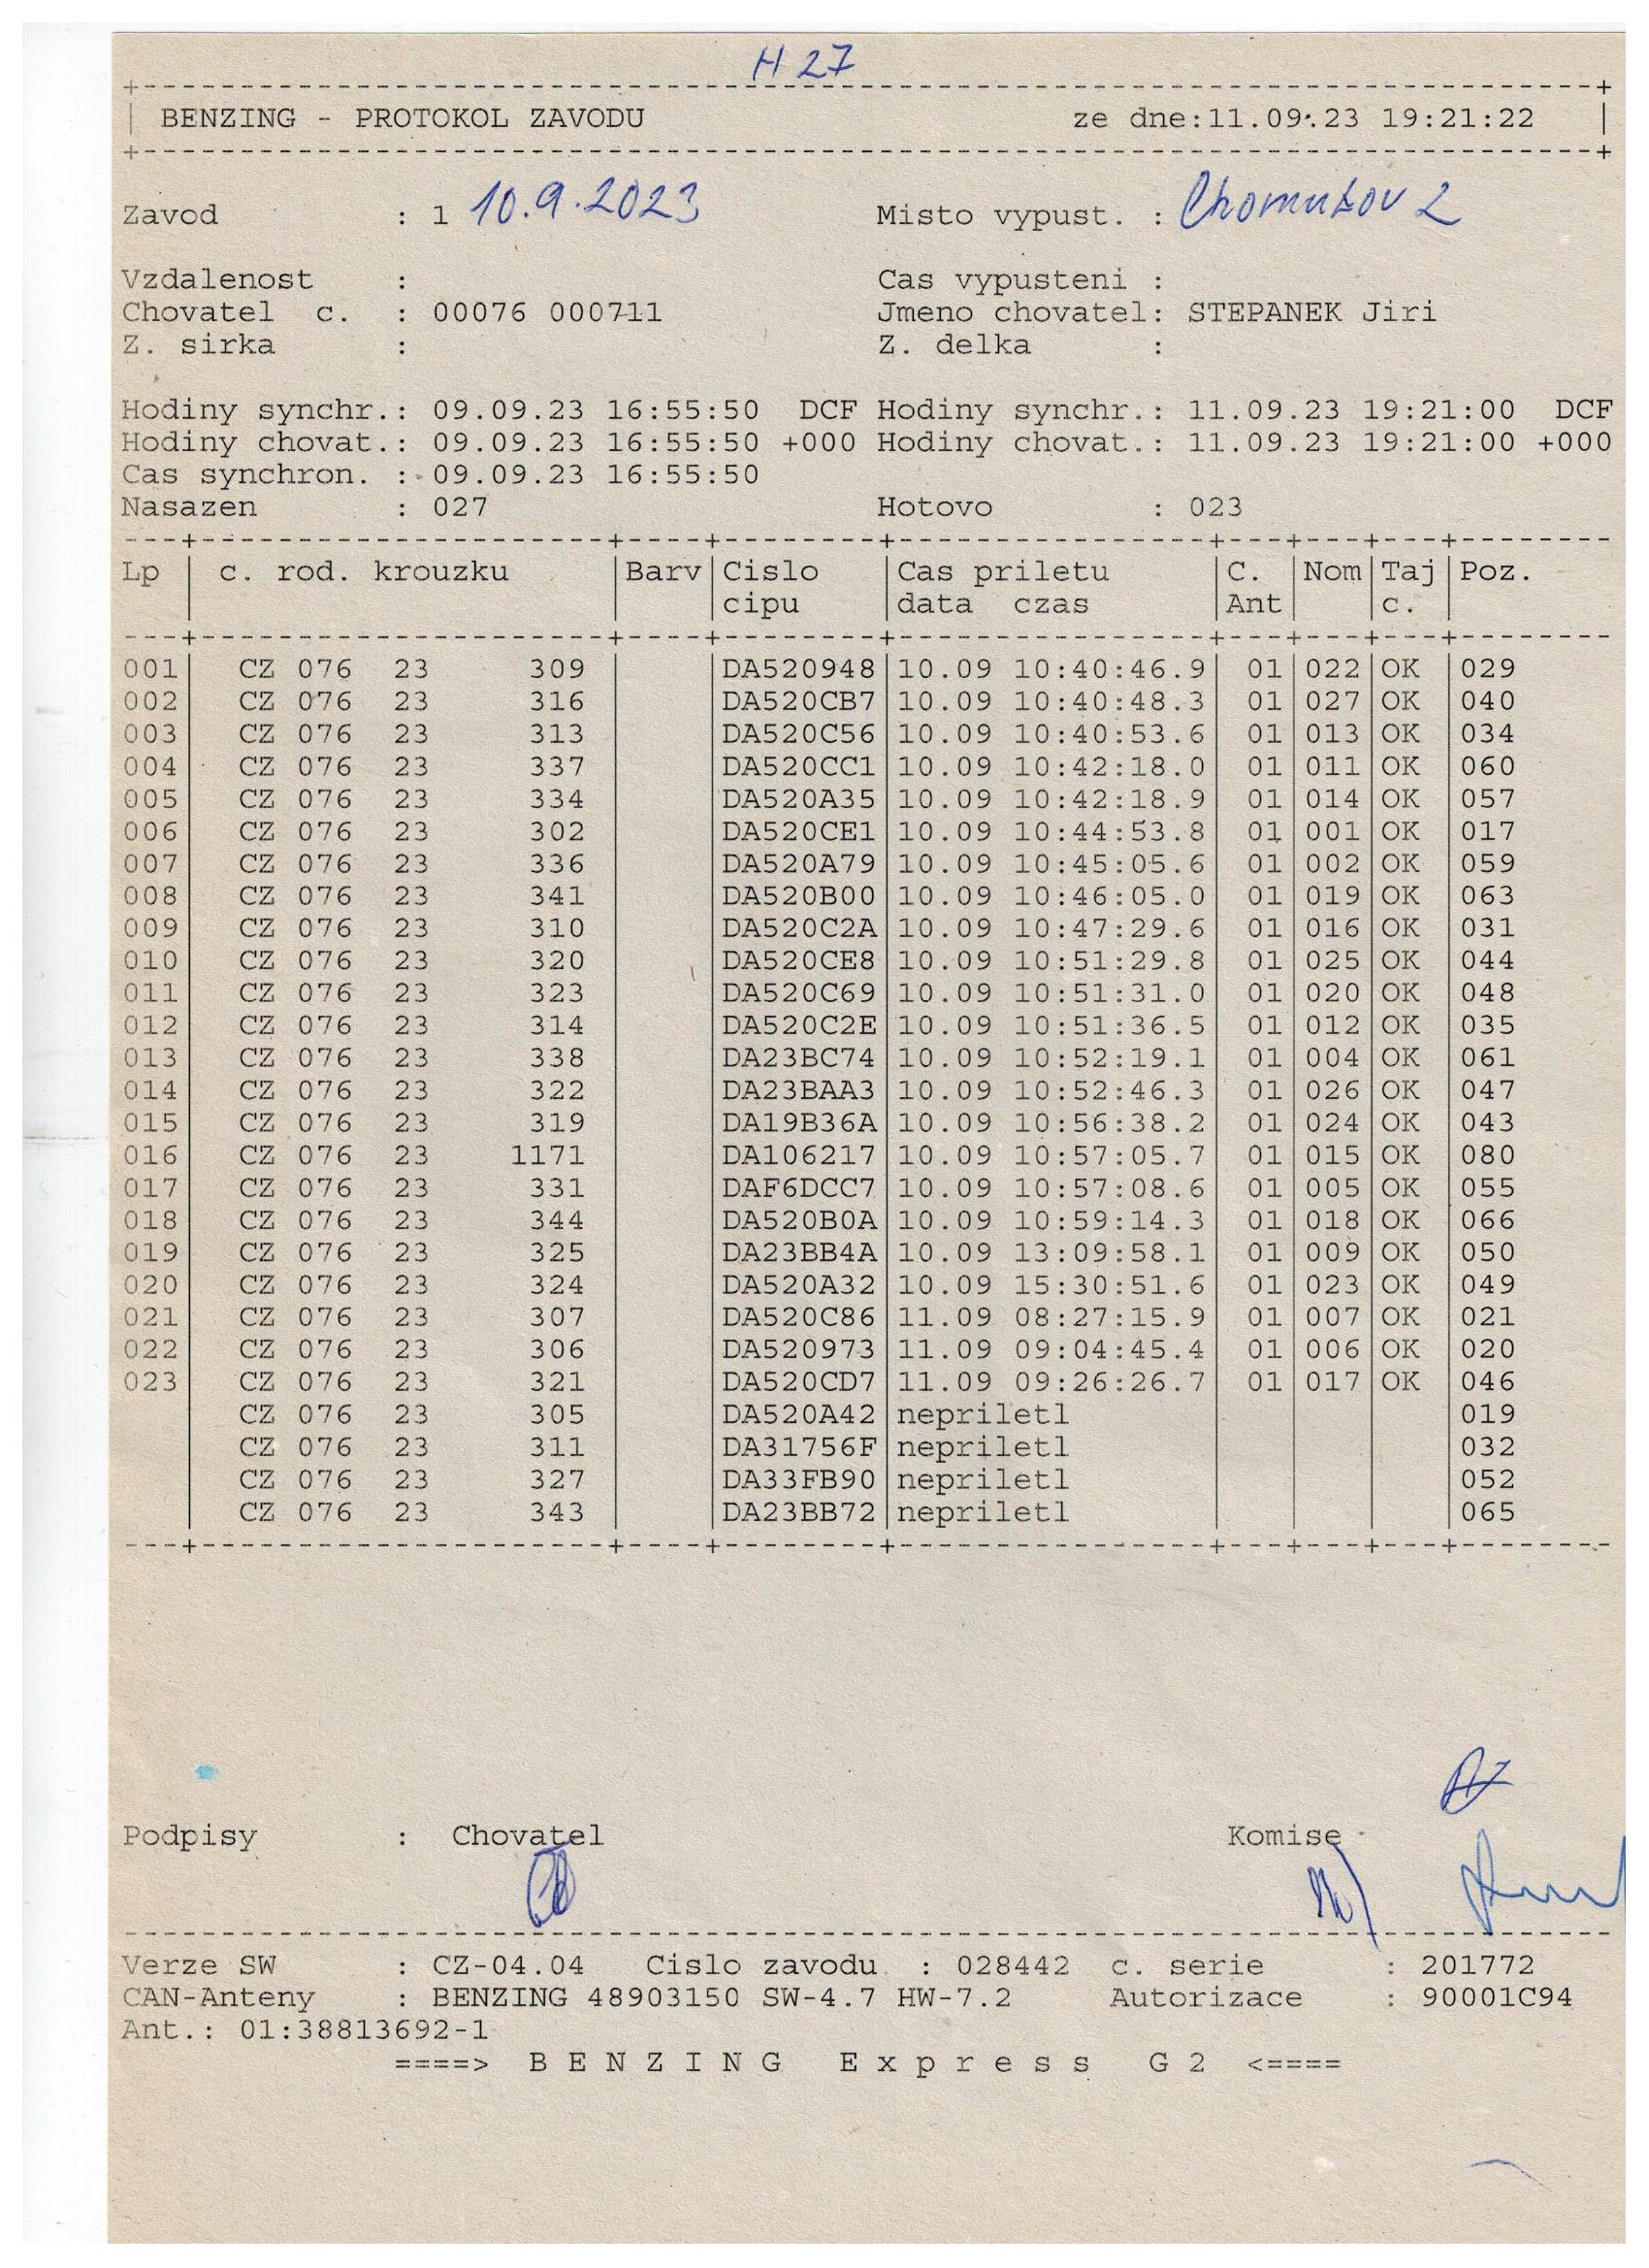 H 27
BENZING - PROTOKOL ZAVODU ze dne:11.09.23 19:21:22
Zavod : 1 10.9.2023 Misto vypust. : Chomutov 2
Vzdalenost : Cas vypusteni :
Chovatel c. : 00076 000711 Jmeno chovatel: STEPANEK Jiri
Z. sirka : Z. delka :
Hodiny synchr.: 09.09.23 16:55:50 DCF Hodiny synchr.: 11.09.23 19:21:00 DCF
Hodiny chovat.: 09.09.23 16:55:50 +000 Hodiny chovat.: 11.09.23 19:21:00 +000
Cas synchron. : 09.09.23 16:55:50
Nasazen : 027 Hotovo : 023
Lp | c. rod. krouzku |Barv|Cislo |Cas priletu |C. |Nom|Taj|Poz.
cipu |data czas |Ant| |c. |
001| CZ 076 23 309 | |DA520948|10.09 10:40:46.9| 01|022|OK |029
002| CZ 076 23 316 | |DA520CB7|10.09 10:40:48.3| 01|027|OK |040
003| CZ 076 23 313 | |DA520C56|10.09 10:40:53.6| 01|013|OK |034
004| CZ 076 23 337 | |DA520CC1|10.09 10:42:18.0| 01|011|OK |060
005| CZ 076 23 334 | |DA520A35|10.09 10:42:18.9| 01|014|OK |057
006| CZ 076 23 302 | |DA520CE1|10.09 10:44:53.8| 01|001|OK |017
007| CZ 076 23 336 | |DA520A79|10.09 10:45:05.6| 01|002|OK |059
008| CZ 076 23 341 | |DA520B00|10.09 10:46:05.0| 01|019|OK |063
009| CZ 076 23 310 | |DA520C2A|10.09 10:47:29.6| 01|016|OK |031
010| CZ 076 23 320 | |DA520CE8|10.09 10:51:29.8| 01|025|OK |044
011| CZ 076 23 323 | |DA520C69|10.09 10:51:31.0| 01|020|OK |048
012| CZ 076 23 314 | |DA520C2E|10.09 10:51:36.5| 01|012|OK |035
013| CZ 076 23 338 | |DA23BC74|10.09 10:52:19.1| 01|004|OK |061
014| CZ 076 23 322 | |DA23BAA3|10.09 10:52:46.3| 01|026|OK |047
015| CZ 076 23 319 | |DA19B36A|10.09 10:56:38.2| 01|024|OK |043
016| CZ 076 23 1171 | |DA106217|10.09 10:57:05.7| 01|015|OK |080
017| CZ 076 23 331 | |DAF6DCC7|10.09 10:57:08.6| 01|005|OK |055
018| CZ 076 23 344 | |DA520B0A|10.09 10:59:14.3| 01|018|OK |066
019| CZ 076 23 325 | |DA23BB4A|10.09 13:09:58.1| 01|009|OK |050
020| CZ 076 23 324 | |DA520A32|10.09 15:30:51.6| 01|023|OK |049
021| CZ 076 23 307 | |DA520C86|11.09 08:27:15.9| 01|007|OK |021
022| CZ 076 23 306 | |DA520973|11.09 09:04:45.4| 01|006|OK |020
023| CZ 076 23 321 | |DA520CD7|11.09 09:26:26.7| 01|017|OK |046
| CZ 076 23 305 | |DA520A42|nepriletl | | | |019
| CZ 076 23 311 | |DA31756F|nepriletl | | | |032
| CZ 076 23 327 | |DA33FB90|nepriletl | | | |052
| CZ 076 23 343 | |DA23BB72|nepriletl | | | |065
Podpisy : Chovatel Komise
Verze SW : CZ-04.04 Cislo zavodu : 028442 c. serie : 201772
CAN-Anteny : BENZING 48903150 SW-4.7 HW-7.2 Autorizace : 90001C94
Ant.: 01:38813692-1
====> B E N Z I N G E x p r e s s G 2 <====